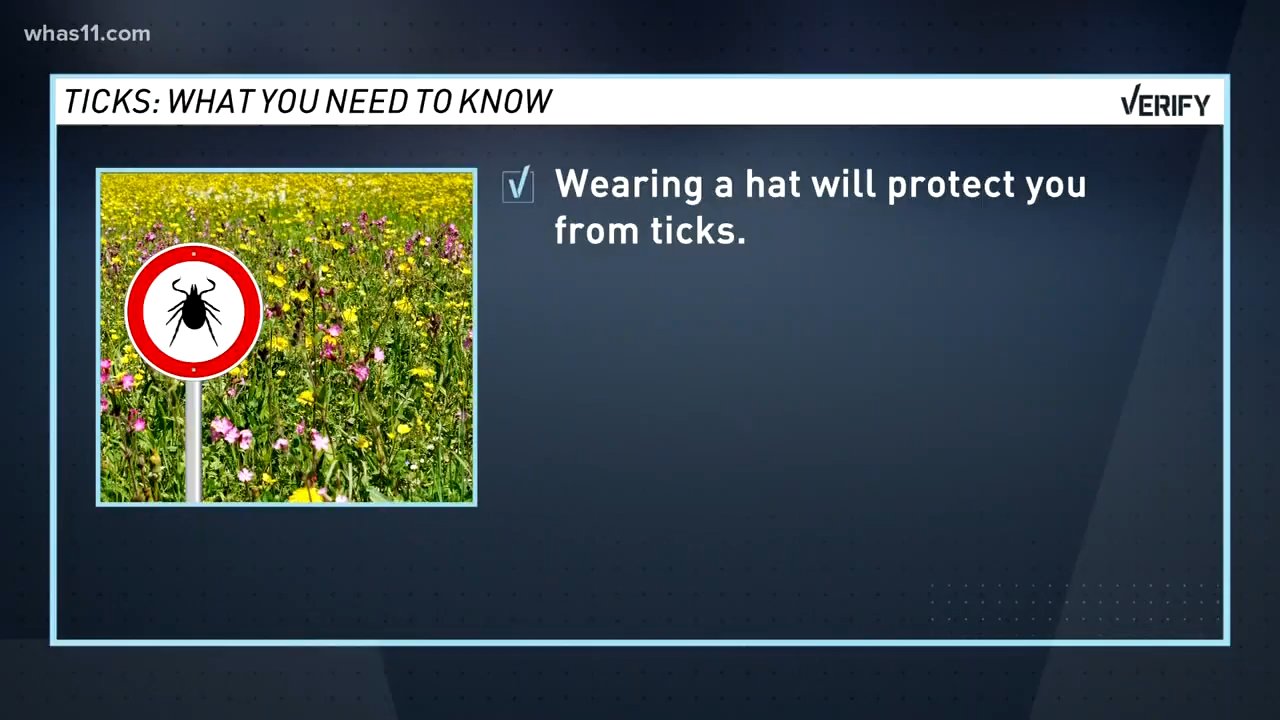 whas11.com
TICKS: WHAT YOU NEED TO KNOW
VERIFY
Wearing a hat will protect you
from ticks.